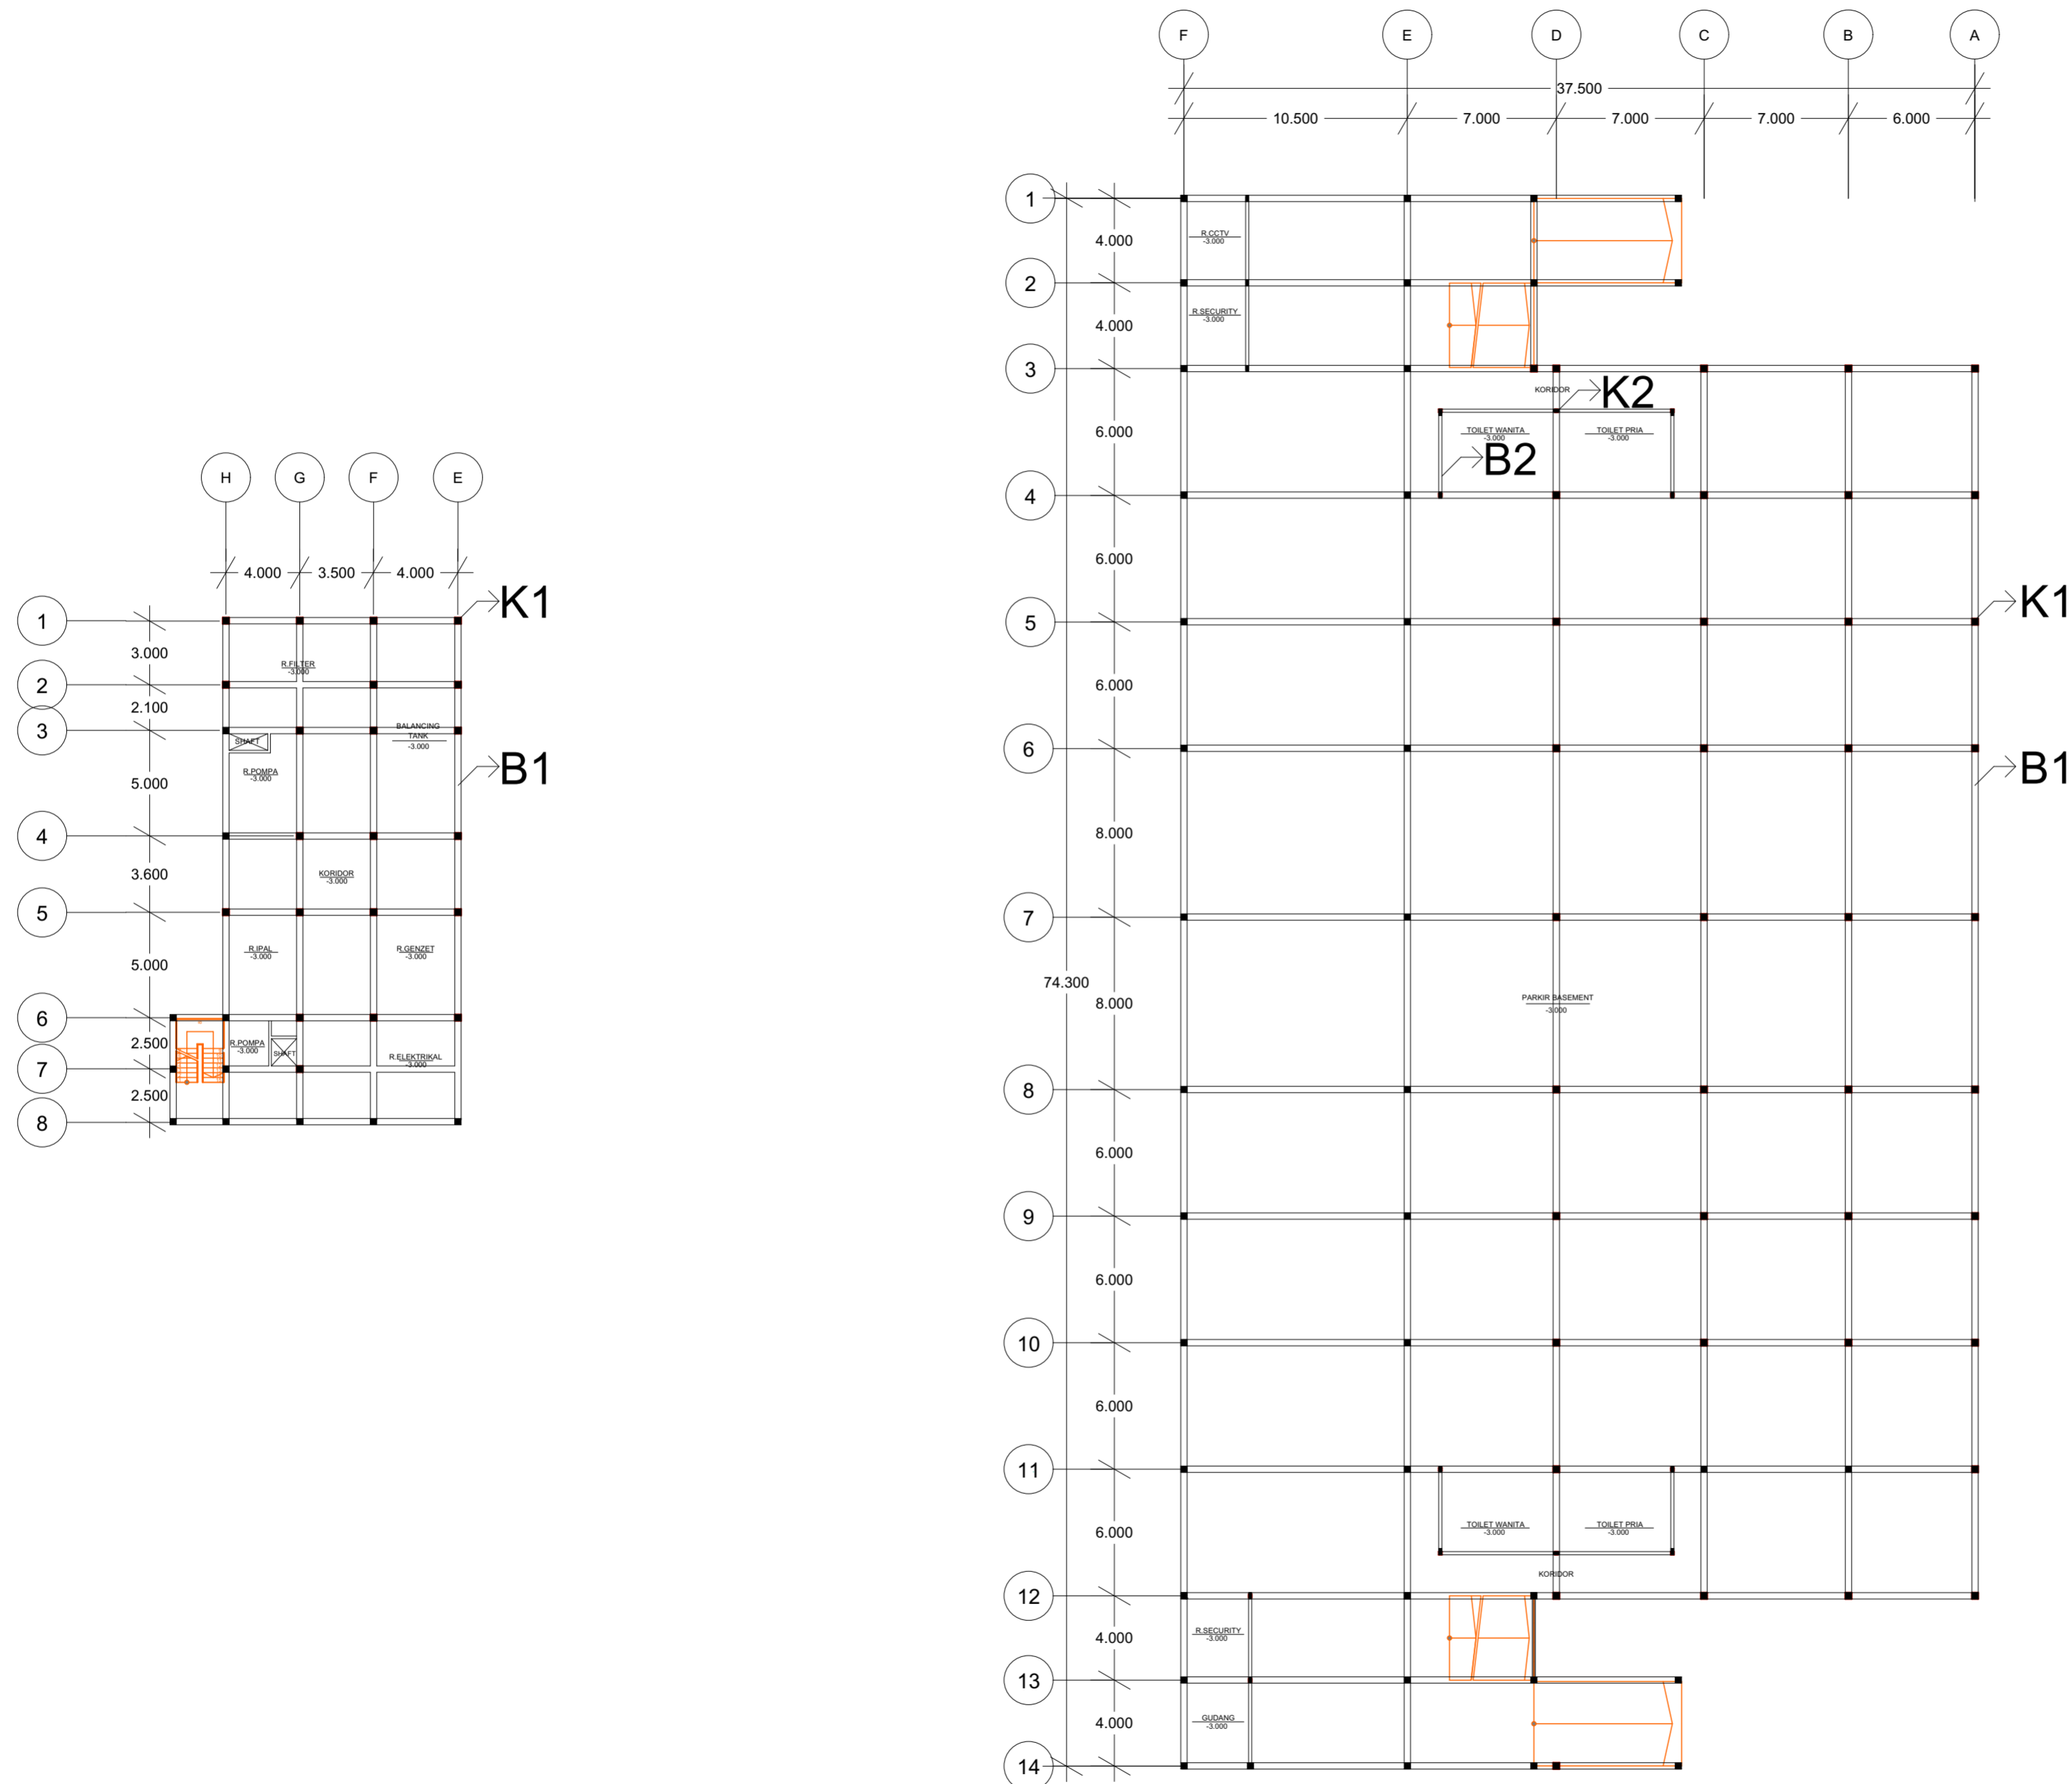 F
E
D
C
B
A
37.500
10.500
7.000
7.000
7.000
6.000
1
4.000
R.CCTV
-3.000
2
4.000
R.SECURITY
-3.000
3
KORIDOR
K2
6.000
TOILET WANITA
-3.000
TOILET PRIA
-3.000
B2
4
6.000
5
K1
6.000
6
B1
8.000
7
74.300
8.000
PARKIR BASEMENT
-3.000
8
6.000
9
6.000
10
6.000
11
6.000
TOILET WANITA
-3.000
TOILET PRIA
-3.000
KORIDOR
12
4.000
R.SECURITY
-3.000
13
4.000
GUDANG
-3.000
14
H
G
F
E
4.000
3.500
4.000
K1
1
3.000
R.FILTER
-3.000
2
2.100
3
BALANCING
TANK
-3.000
SHAFT
R.POMPA
-3.000
B1
5.000
4
3.600
KORIDOR
-3.000
5
R.IPAL
-3.000
R.GENZET
-3.000
5.000
6
2.500
R.POMPA
-3.000
SHAFT
R.ELEKTRIKAL
-3.000
7
2.500
8